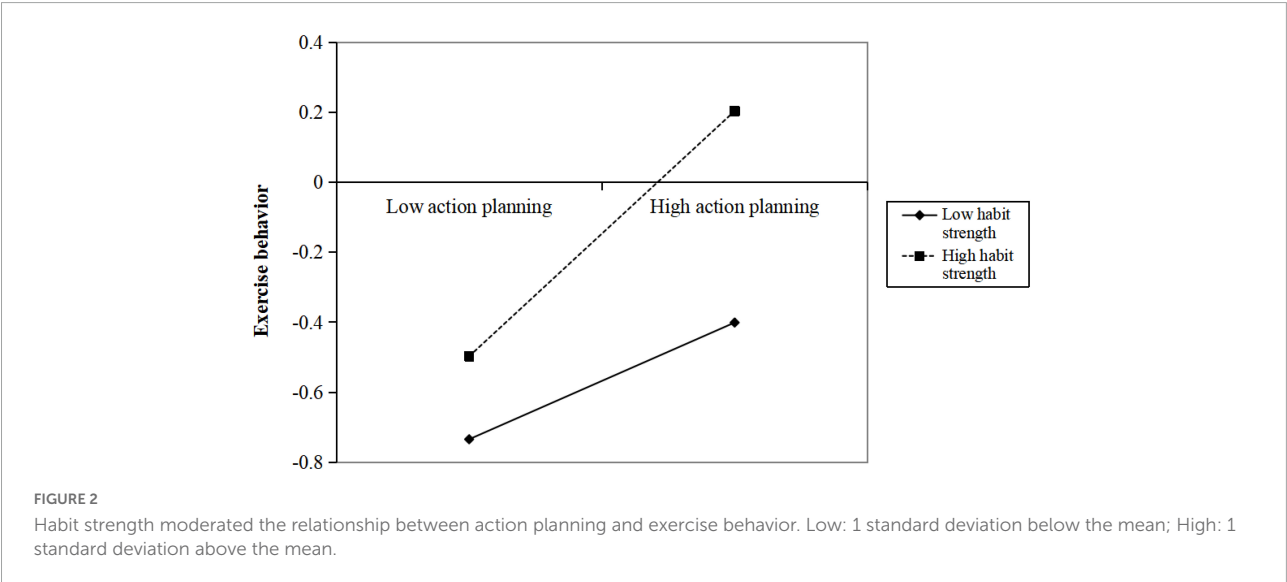 0.4
0.2
0
-0.2
-0.4
-0.6
-0.8
Exercise behavior
Low action planning
High action planning
Low habit
strength
High habit
strength
FIGURE 2
Habit strength moderated the relationship between action planning and exercise behavior. Low: 1 standard deviation below the mean; High: 1
standard deviation above the mean.